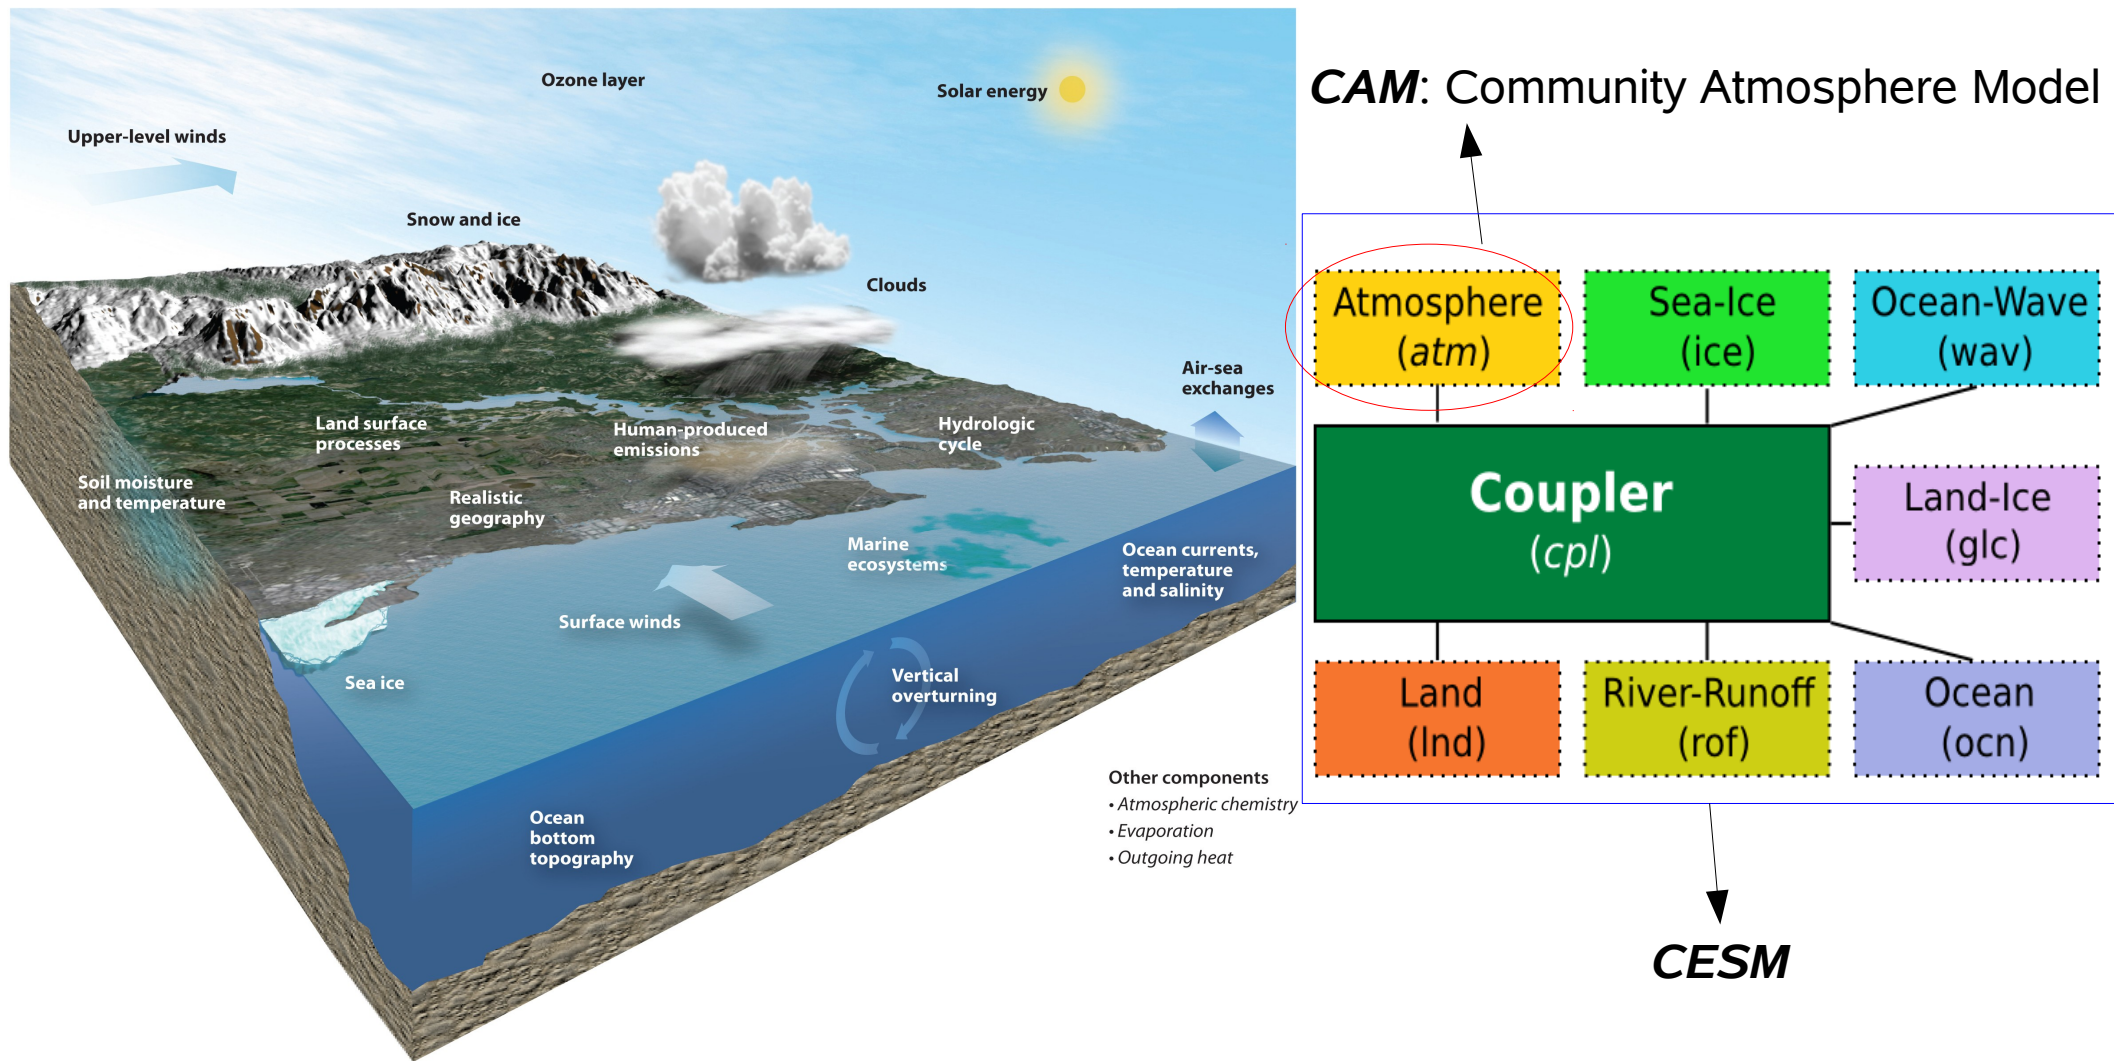 Ozone layer
Solar energy
Upper-level winds
Snow and ice
Clouds
Air-sea
exchanges
Land surface
processes
Human-produced
emissions
Hydrologic
cycle
Soil moisture
and temperature
Realistic
geography
Marine
ecosystems
Ocean currents,
temperature
and salinity
Surface winds
Sea ice
Vertical
overturning
Ocean
bottom
topography
Other components
• Atmospheric chemistry
• Evaporation
• Outgoing heat
CAM: Community Atmosphere Model
Atmosphere
(atm)
Sea-Ice
(ice)
Ocean-Wave
(wav)
Coupler
(cpl)
Land-Ice
(glc)
Land
(lnd)
River-Runoff
(rof)
Ocean
(ocn)
CESM